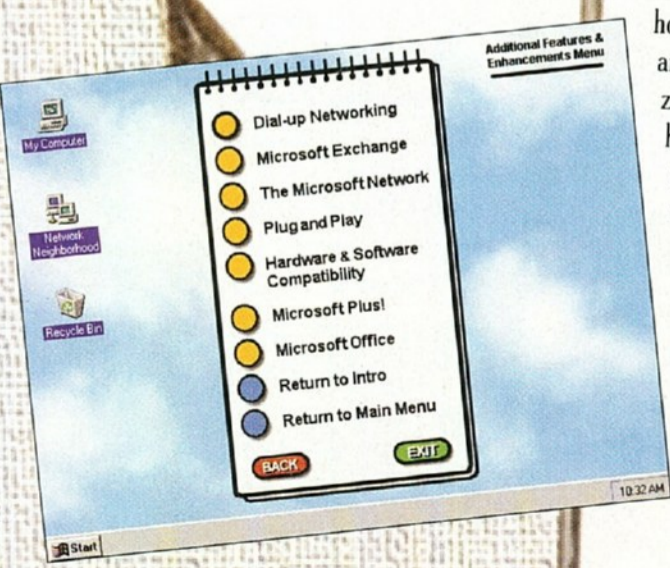 Additional Features &
Enhancements Menu
My Computer
Network
Neighborhood
Recycle Bin
Dial-up Networking
Microsoft Exchange
The Microsoft Network
Plug and Play
Hardware & Software
Compatibility
Microsoft Plus!
Microsoft Office
Return to Intro
Return to Main Menu
BACK
EXIT
Start
10:32 AM